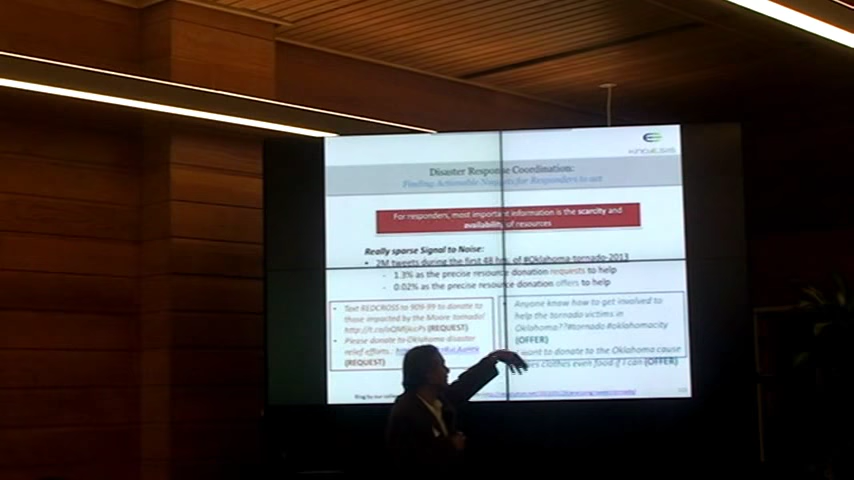 KNOESIS
Disaster Response Coordination:
Finding Actionable Nuggets for Responders to act
For responders, most important information is the scarcity and
availability of resources
Really sparse Signal to Noise:
• 2M tweets during the first 48 hrs. of #Oklahoma-tornado-2013
- 1.3% as the precise resource donation requests to help
- 0.02% as the precise resource donation offers to help
• Text REDCROSS to 909-99 to donate to
those impacted by the Moore tornado!
(REQUEST)
• Please donate to Oklahoma disaster
relief efforts.
(REQUEST)
Anyone know how to get involved to
help the tornado victims in
Oklahoma??#tornado #oklahomacity
(OFFER)
want to donate to the Oklahoma cause
clothes even food if I can (OFFER)